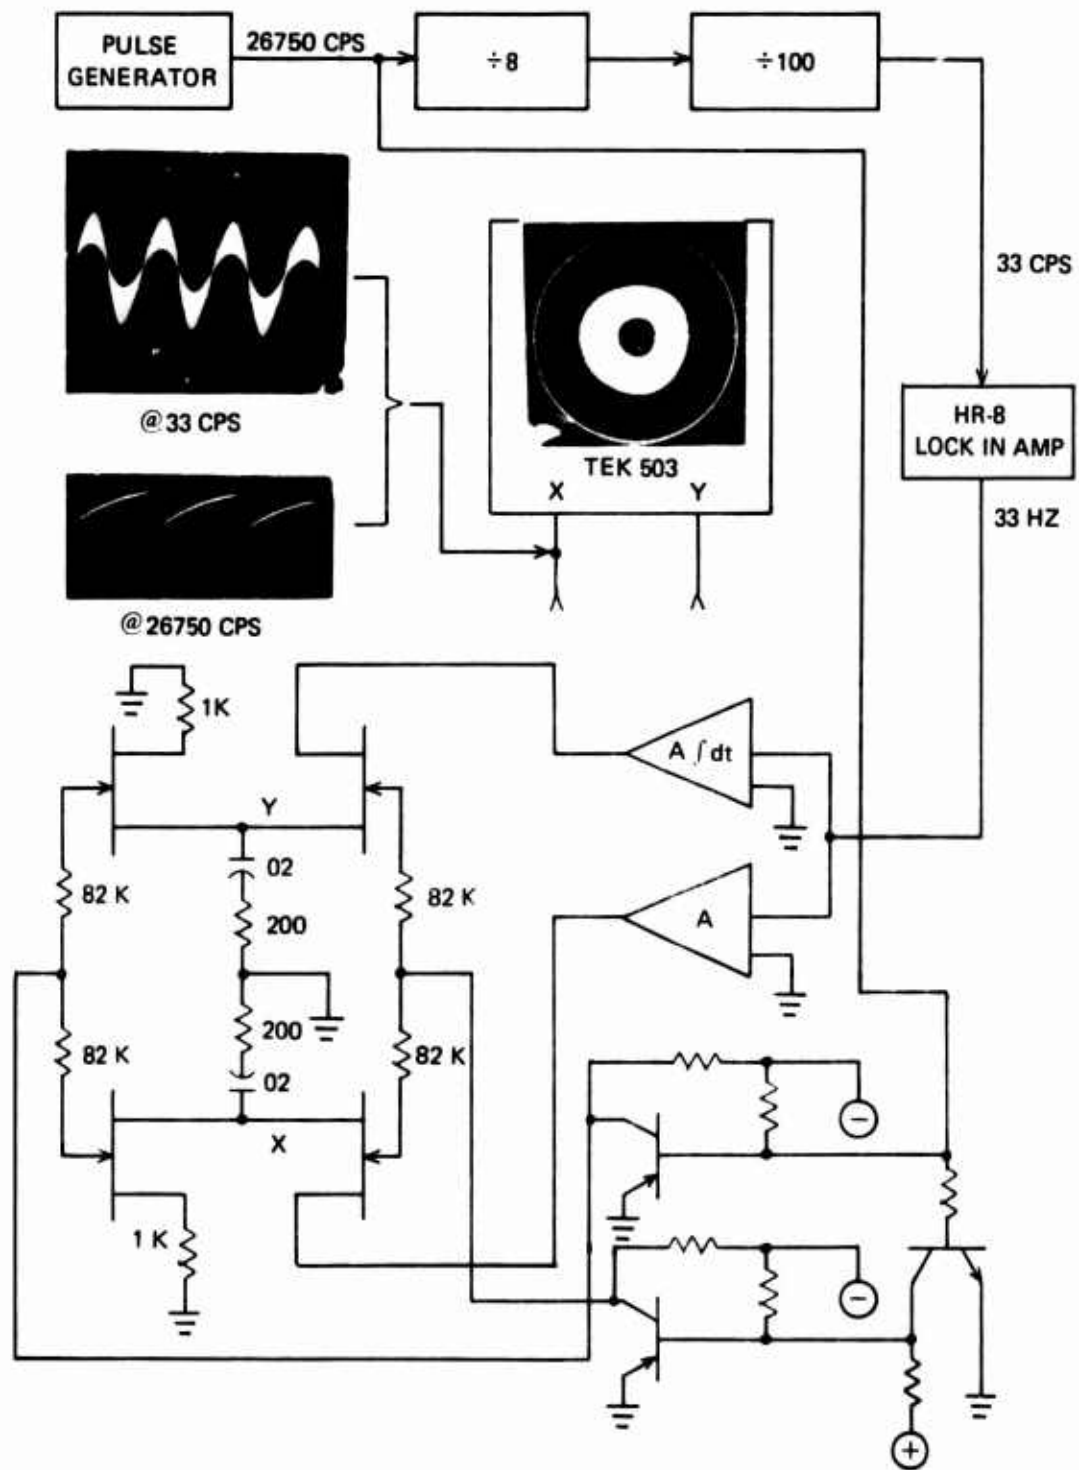 PULSE
GENERATOR
26750 CPS
÷8
÷100
33 CPS
@ 33 CPS
TEK 503
X
Y
HR-8
LOCK IN AMP
33 HZ
@ 26750 CPS
1K
A ∫ dt
Y
02
82 K
82 K
200
A
200
82 K
82 K
02
X
−
1 K
−
+